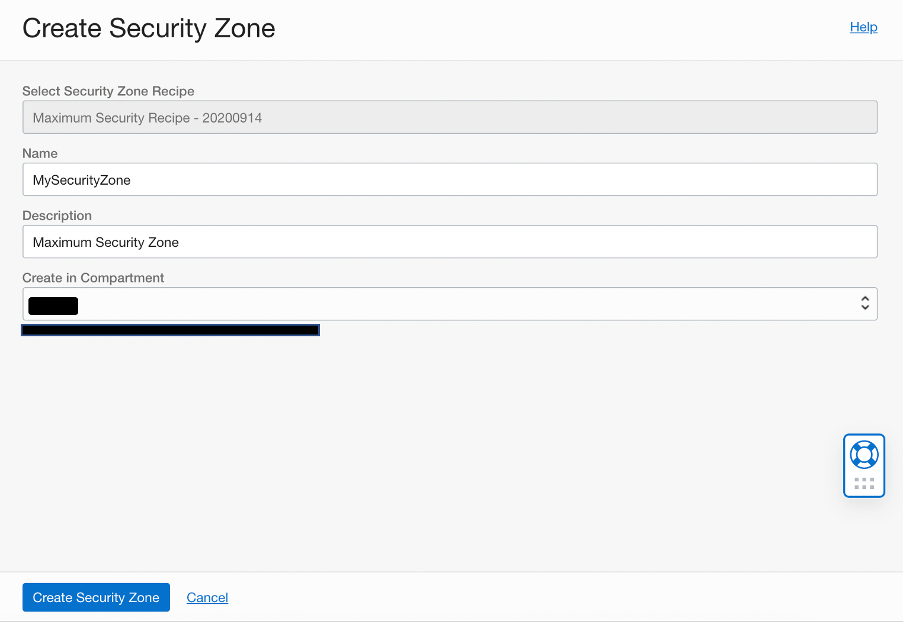 Create Security Zone
Help
Select Security Zone Recipe
Maximum Security Recipe - 20200914
Name
MySecurityZone
Description
Maximum Security Zone
Create in Compartment
Create Security Zone
Cancel